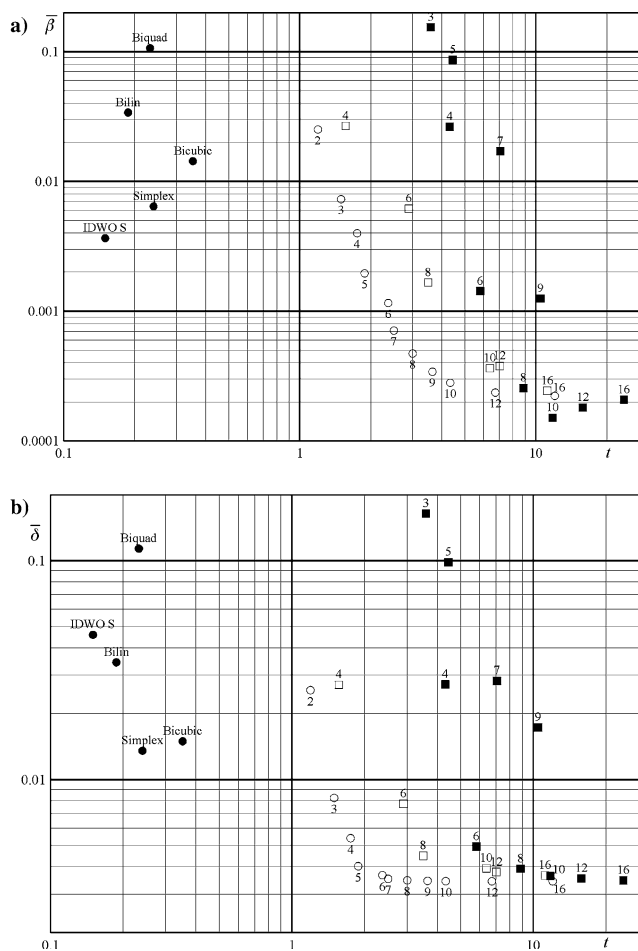 a) β̅
0.1
0.01
0.001
0.0001
Biquad
Bilin
Bicubic
Simplex
IDWO S
3
5
4 4
2
7
6
3
4
8
5
6 9
6
7
8
10 12
9
10
12
8
16 16
10
12
16
0.1 1 10 t
b) δ̅
0.1
0.01
3
Biquad
5
IDWO S
Bilin
4 4 7
2
9
Simplex Bicubic
6
3
4
8 6
5
10 12 8 16 10 12 16
6 7 8 9 10 12 16
0.1 1 10 t